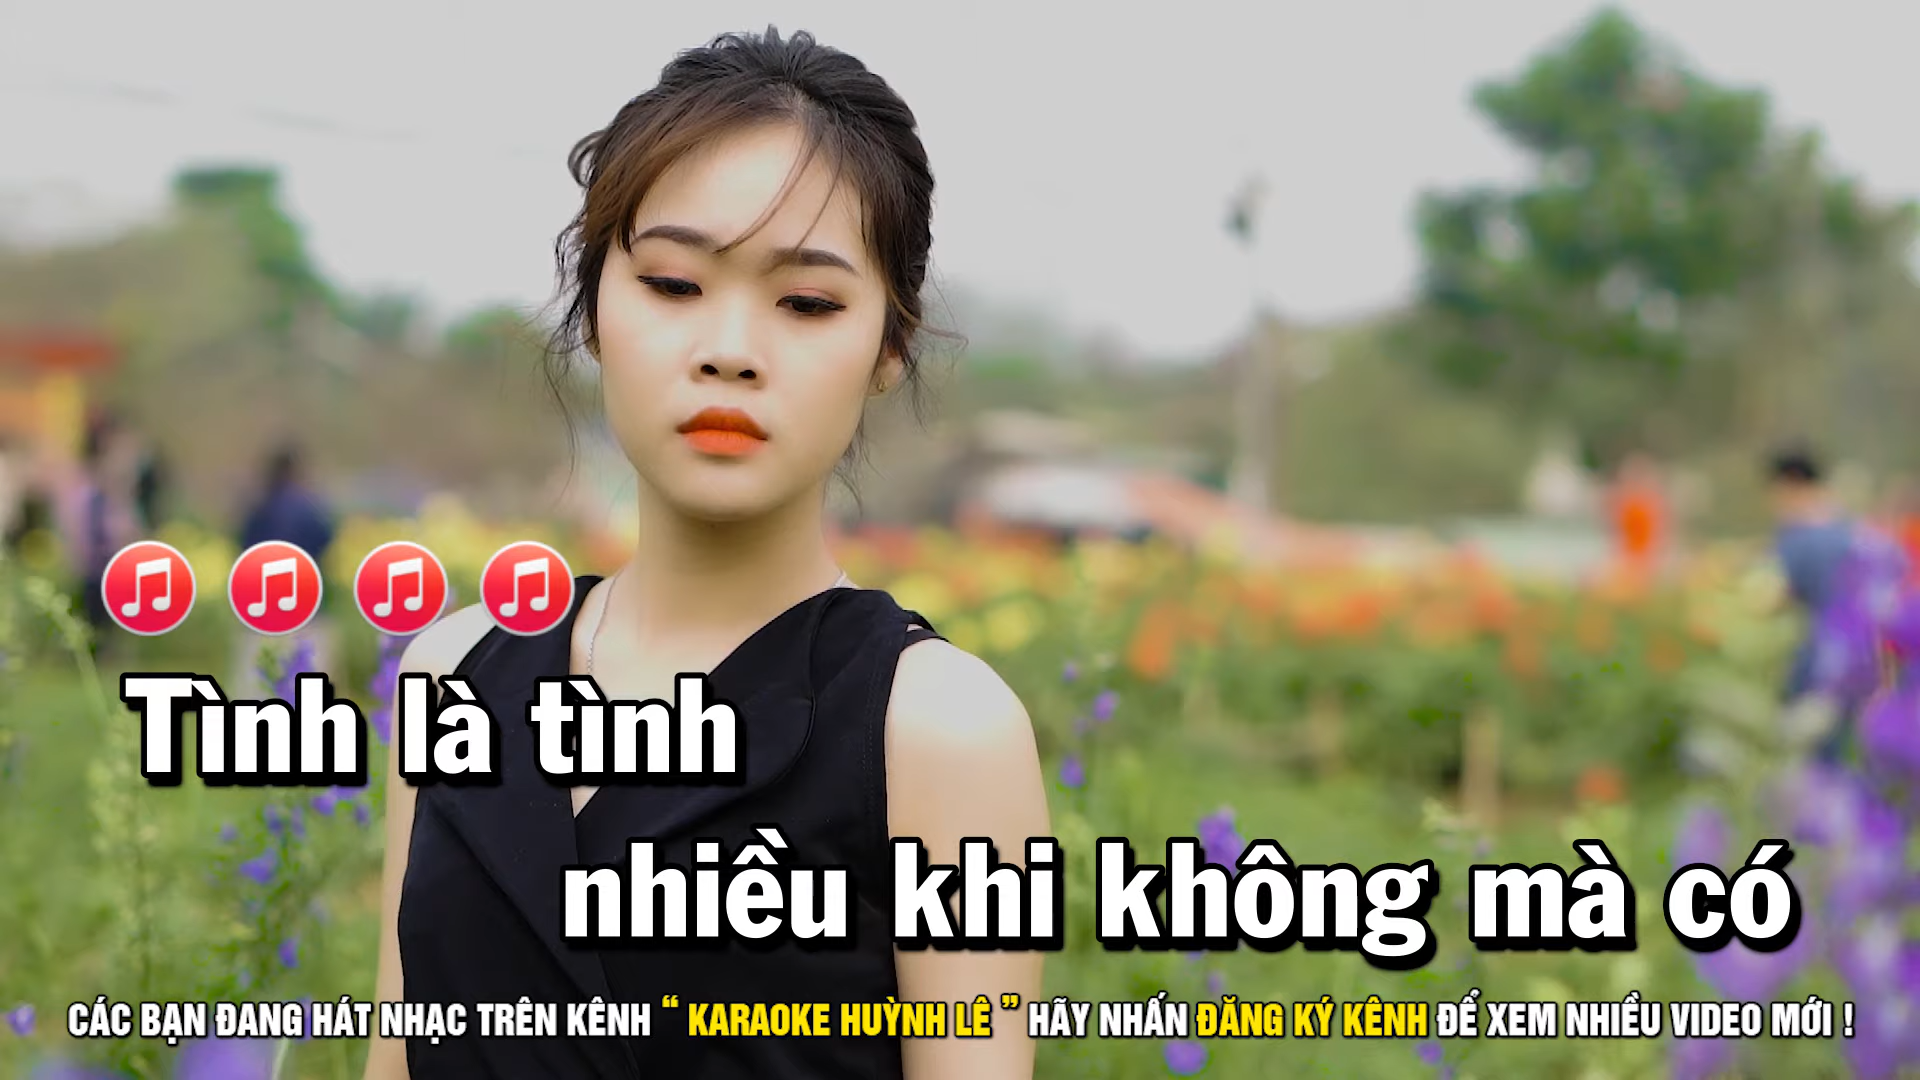 Tình là tình
nhiều khi không mà có
CÁC BẠN ĐANG HÁT NHẠC TRÊN KÊNH “ KARAOKE HUỲNH LÊ ” HÃY NHẤN ĐĂNG KÝ KÊNH ĐỂ XEM NHIỀU VIDEO MỚI !